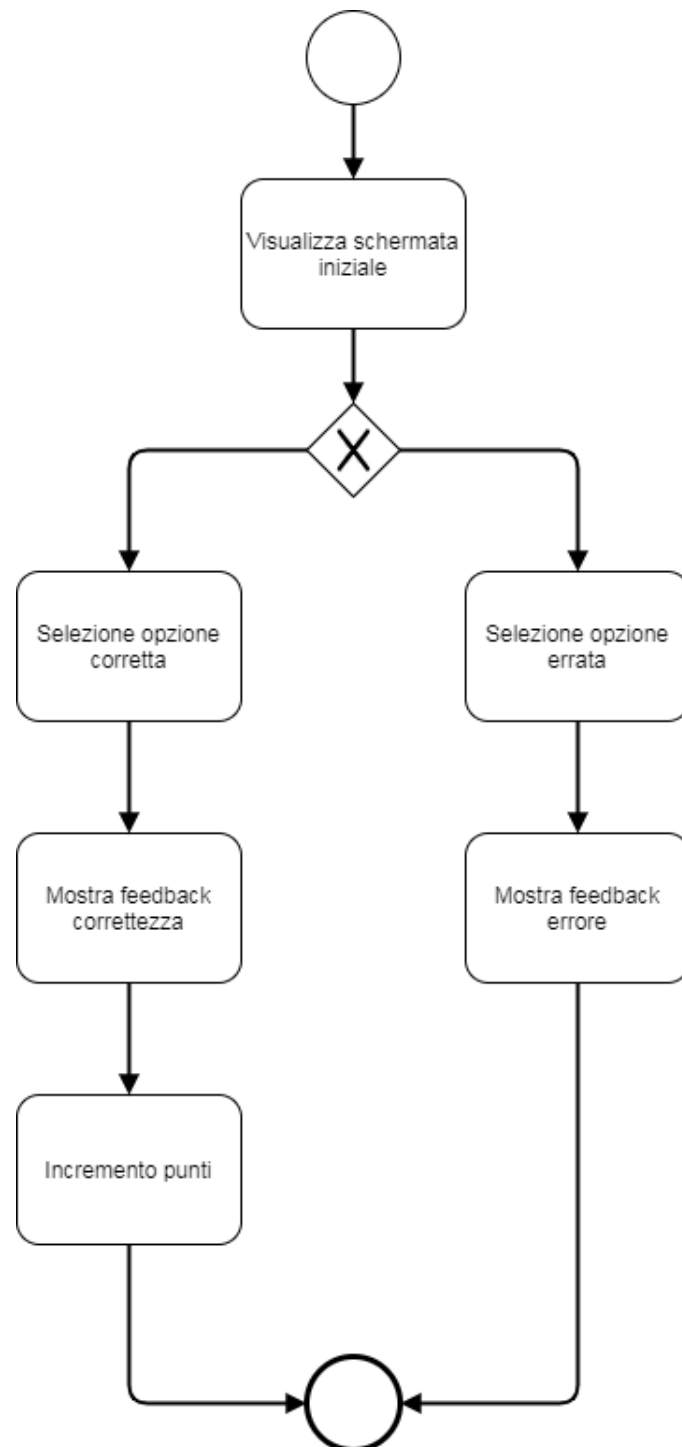 Visualizza schermata
iniziale
Selezione opzione
corretta
Selezione opzione
errata
Mostra feedback
correttezza
Mostra feedback
errore
Incremento punti